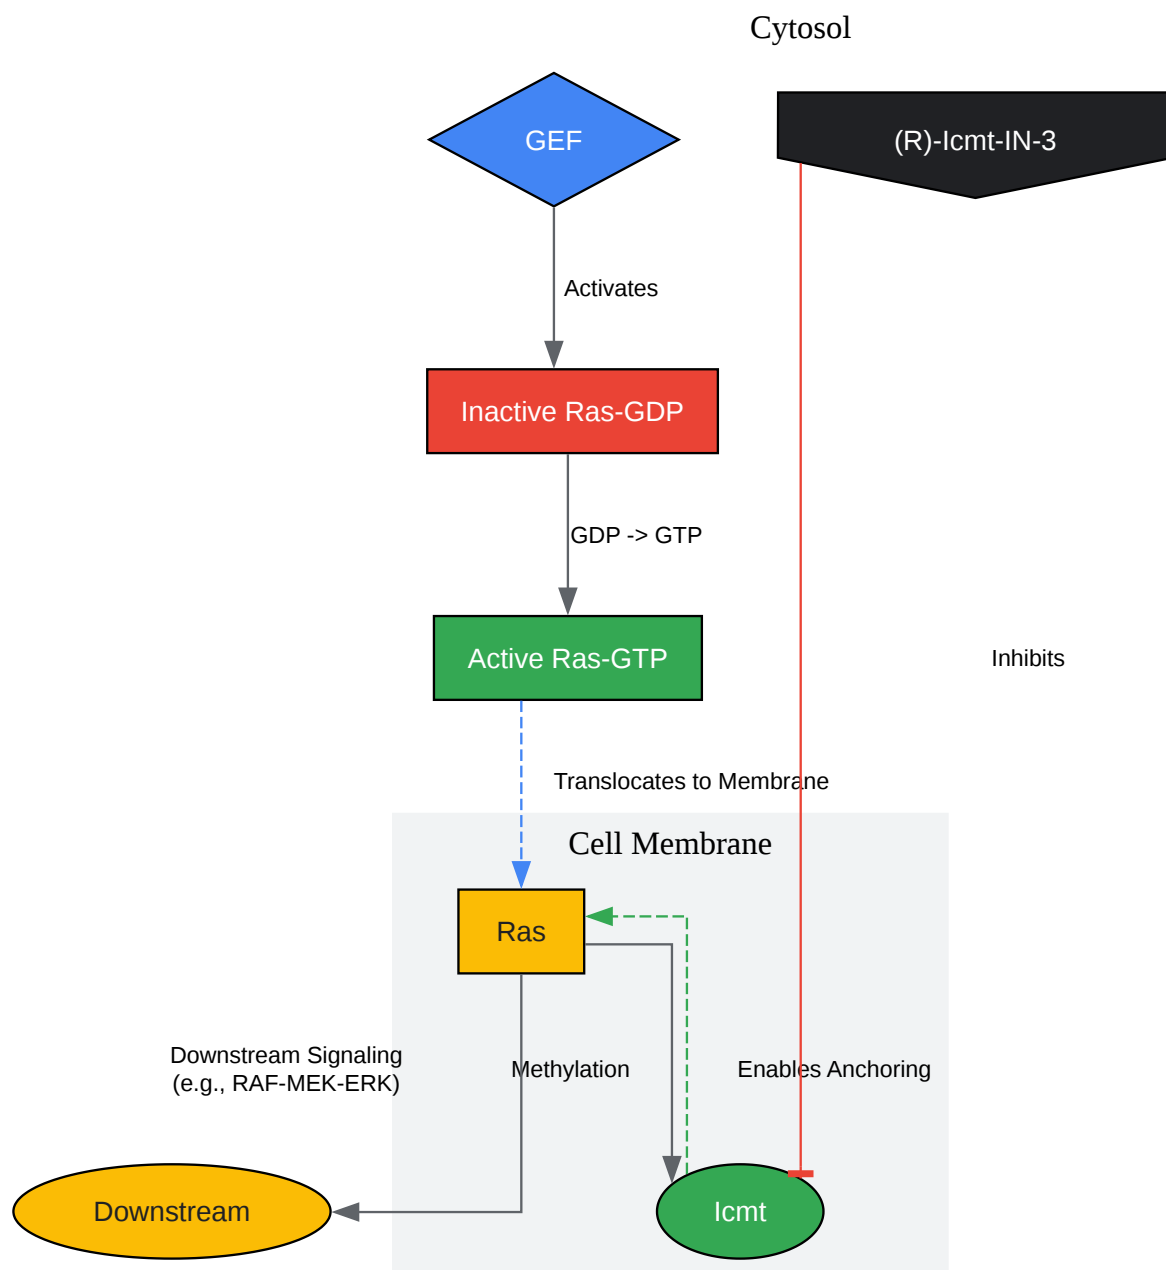 Cytosol
GEF
(R)-Icmt-IN-3
Activates
Inactive Ras-GDP
GDP -> GTP
Active Ras-GTP
Inhibits
Translocates to Membrane
Cell Membrane
Ras
Downstream Signaling
(e.g., RAF-MEK-ERK)
Methylation
Enables Anchoring
Downstream
Icmt